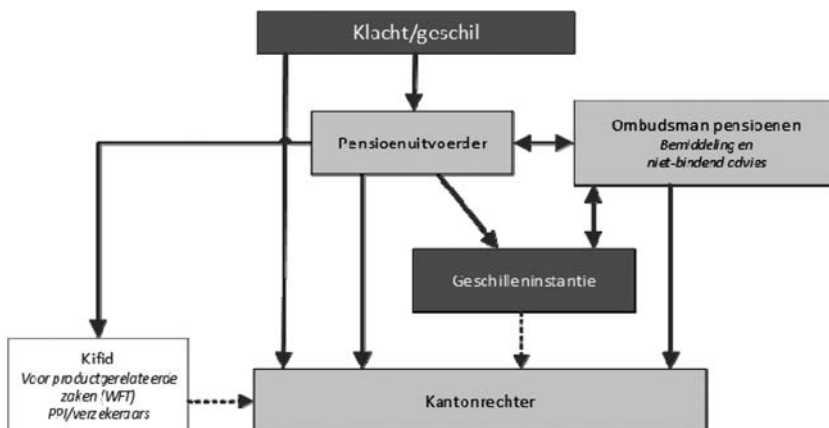 Klacht/geschil
Pensioenuitvoerder
Ombudsman pensioenen
Bemiddeling en
niet-bindend advies
Geschilleninstantie
Kifid
Voor productgerelateerde
zaken (WFT)
PPI/verzekeraars
Kantonrechter